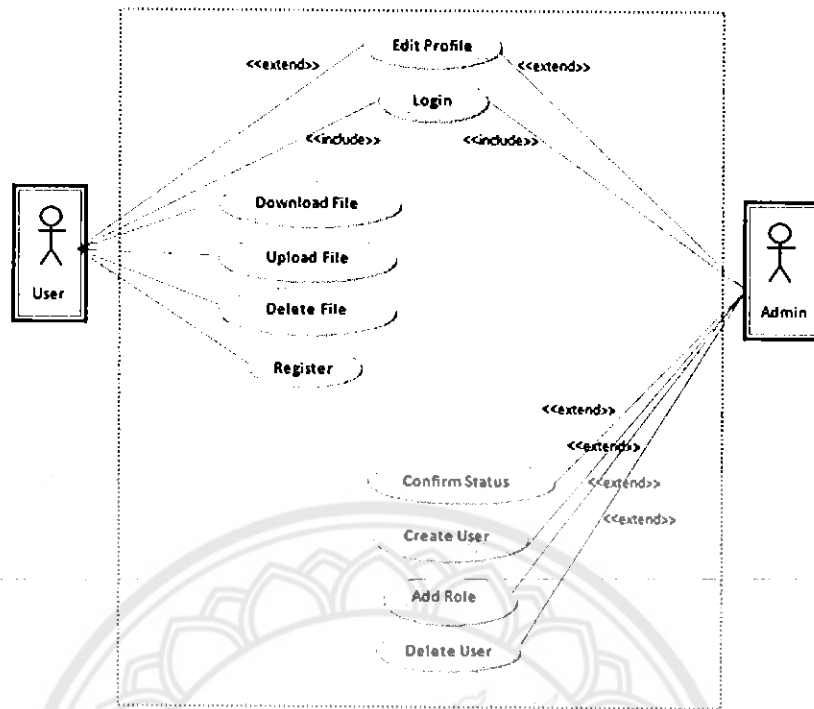 Edit Profile
<<extend>>
<<extend>>
Login
<<include>>
<<include>>
Download File
Upload File
Delete File
Register
User
Admin
<<extend>>
<<extend>>
Confirm Status
<<extend>>
<<extend>>
Create User
Add Role
Delete User